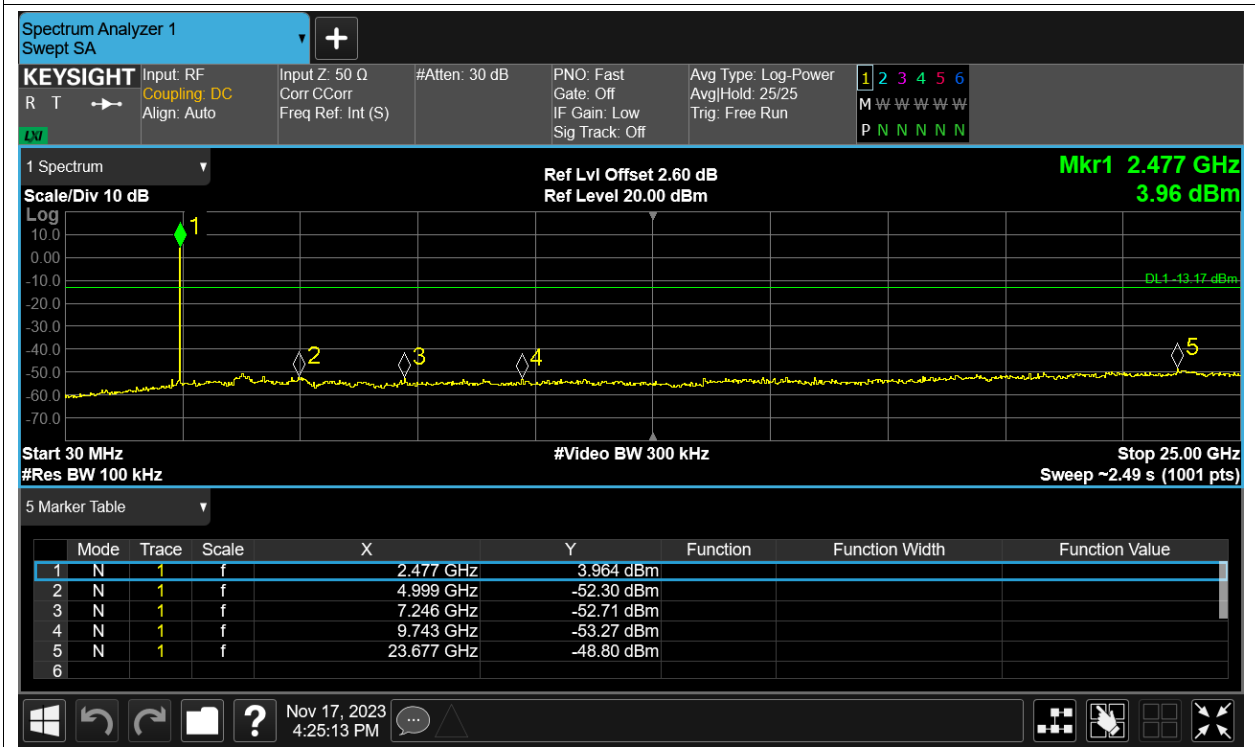 Spectrum Analyzer 1
Swept SA
KEYSIGHT
R T
LXI
Input: RF
Coupling: DC
Align: Auto
Input Z: 50 Ω
Corr CCorr
Freq Ref: Int (S)
#Atten: 30 dB
PNO: Fast
Gate: Off
IF Gain: Low
Sig Track: Off
Avg Type: Log-Power
Avg|Hold: 25/25
Trig: Free Run
1 2 3 4 5 6
M W W W W W
P N N N N N
1 Spectrum
Scale/Div 10 dB
Ref Lvl Offset 2.60 dB
Ref Level 20.00 dBm
Mkr1 2.477 GHz
3.96 dBm
Log
10.0
0.00
-10.0
-20.0
-30.0
-40.0
-50.0
-60.0
-70.0
1
2
3
4
5
DL1 -13.17 dBm
Start 30 MHz
#Video BW 300 kHz
Stop 25.00 GHz
#Res BW 100 kHz
Sweep ~2.49 s (1001 pts)
5 Marker Table
Mode Trace Scale X Y Function Function Width Function Value
1 N 1 f 2.477 GHz 3.964 dBm
2 N 1 f 4.999 GHz -52.30 dBm
3 N 1 f 7.246 GHz -52.71 dBm
4 N 1 f 9.743 GHz -53.27 dBm
5 N 1 f 23.677 GHz -48.80 dBm
6
?
Nov 17, 2023
4:25:13 PM